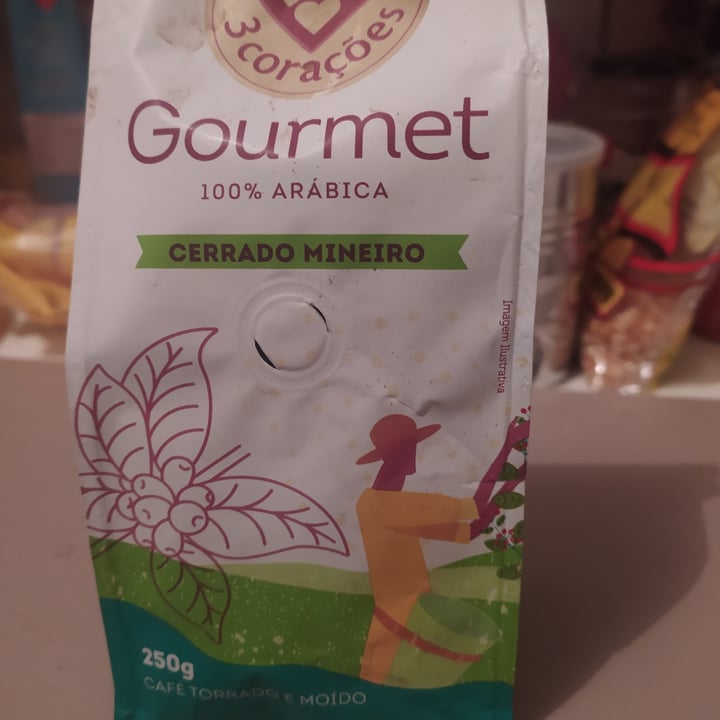 3 corações
Gourmet
100% ARÁBICA
CERRADO MINEIRO
Imagem Ilustrativa
250g
CAFÉ TORRADO E MOÍDO